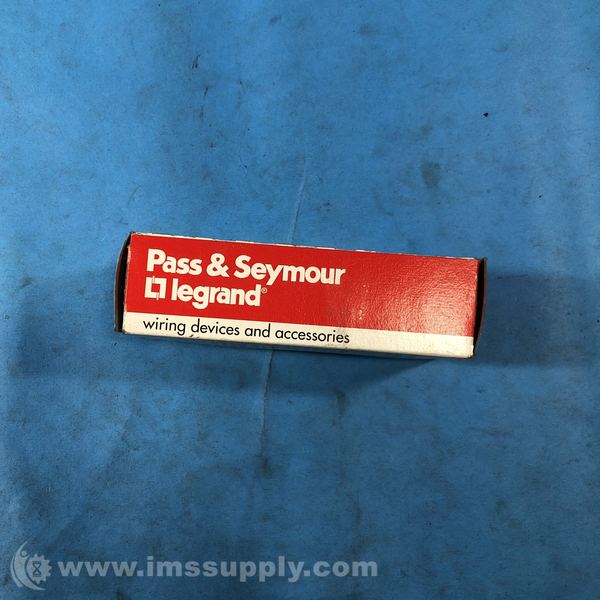 Pass & Seymour
legrand®
wiring devices and accessories
www.imssupply.com